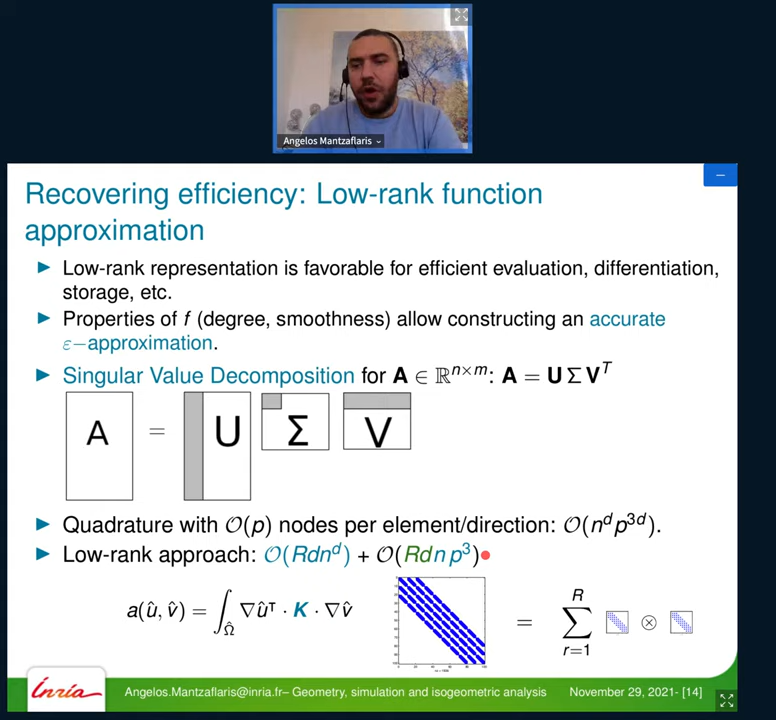 Angelos Mantzaflaris
Recovering efficiency: Low-rank function
approximation
Low-rank representation is favorable for efficient evaluation, differentiation,
storage, etc.
Properties of f (degree, smoothness) allow constructing an accurate
ε−approximation.
Singular Value Decomposition for A ∈ ℝⁿˣᵐ: A = U Σ Vᵀ
A = U Σ V
Quadrature with 𝒪(p) nodes per element/direction: 𝒪(nᵈp³ᵈ).
Low-rank approach: 𝒪(Rdnᵈ) + 𝒪(Rdnp³)
a(û, v̂) = ∫_Ω̂ ∇ûᵀ · K · ∇v̂ = ∑_{r=1}^{R} ⊗
Inria
Angelos.Mantzaflaris@inria.fr– Geometry, simulation and isogeometric analysis November 29, 2021- [14]